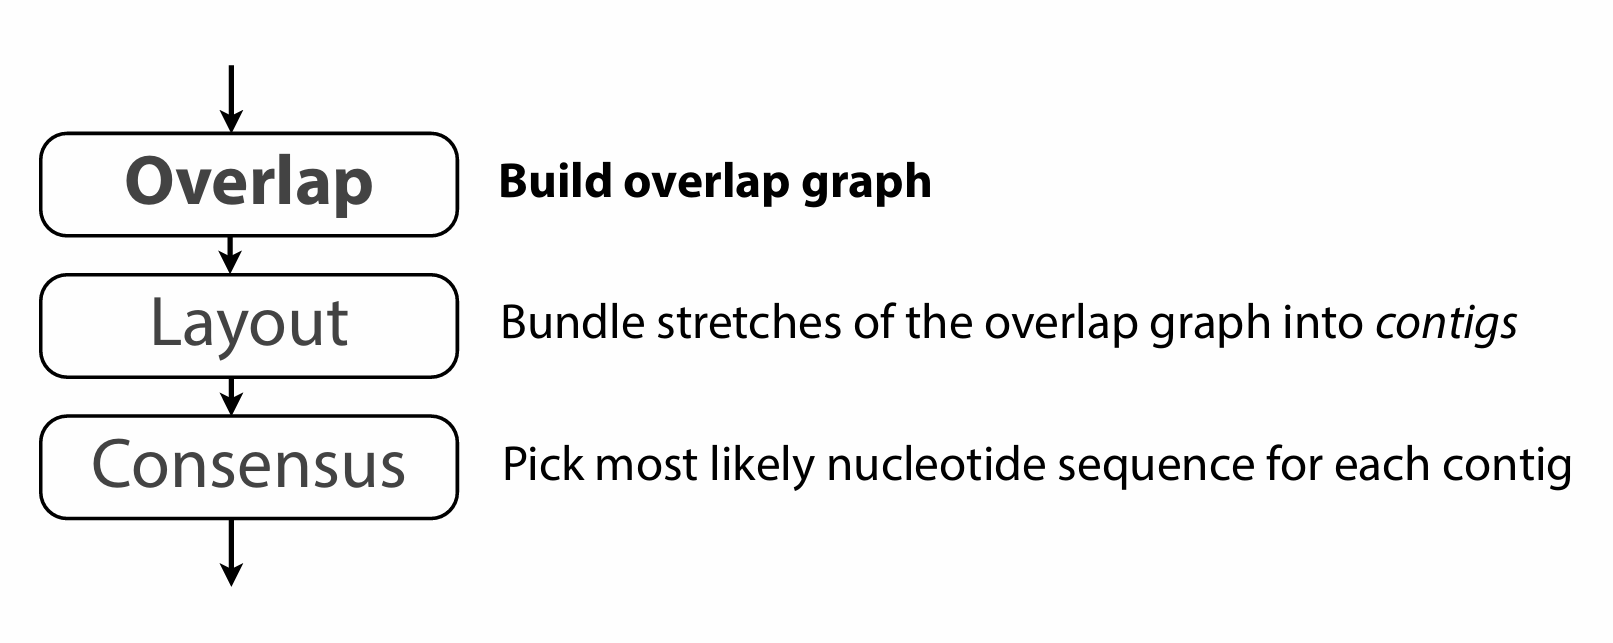 Overlap
Build overlap graph
Layout
Bundle stretches of the overlap graph into contigs
Consensus
Pick most likely nucleotide sequence for each contig